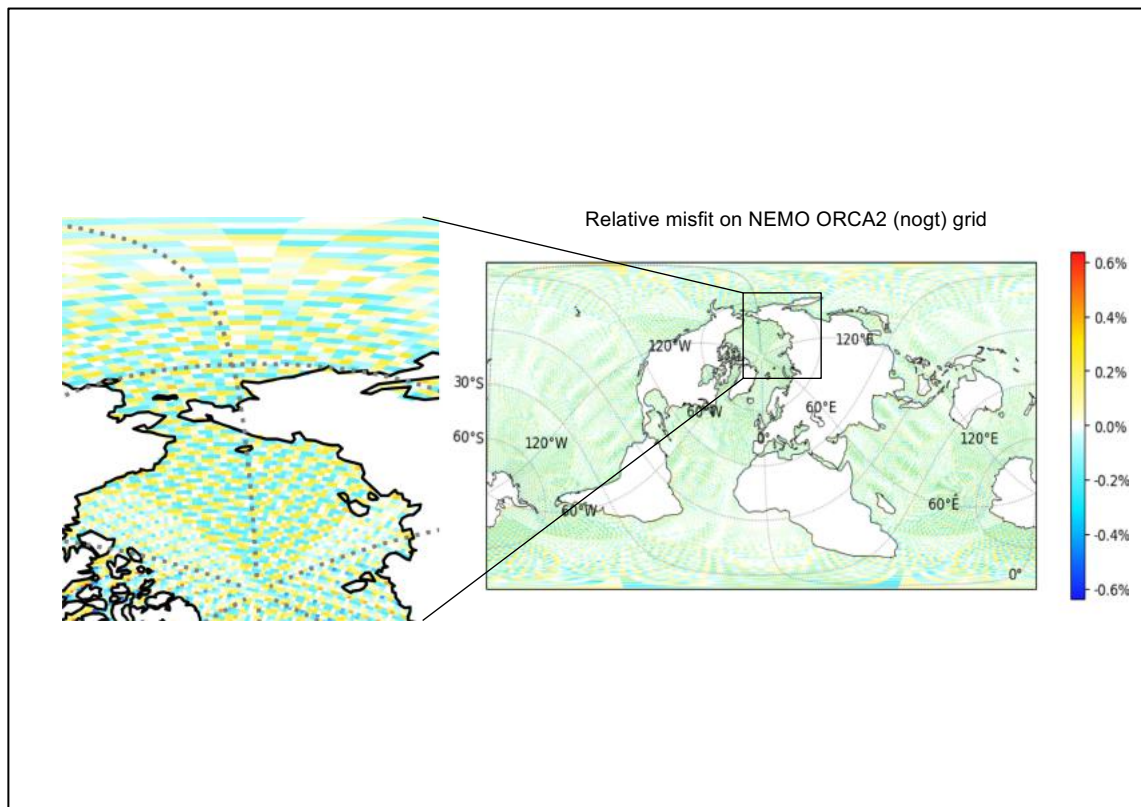 Relative misfit on NEMO ORCA2 (nogt) grid
0.6%
0.4%
0.2%
0.0%
-0.2%
-0.4%
-0.6%
120°W
120°E
30°S
60°W
60°E
60°S
120°W
0°
120°E
60°W
60°E
0°